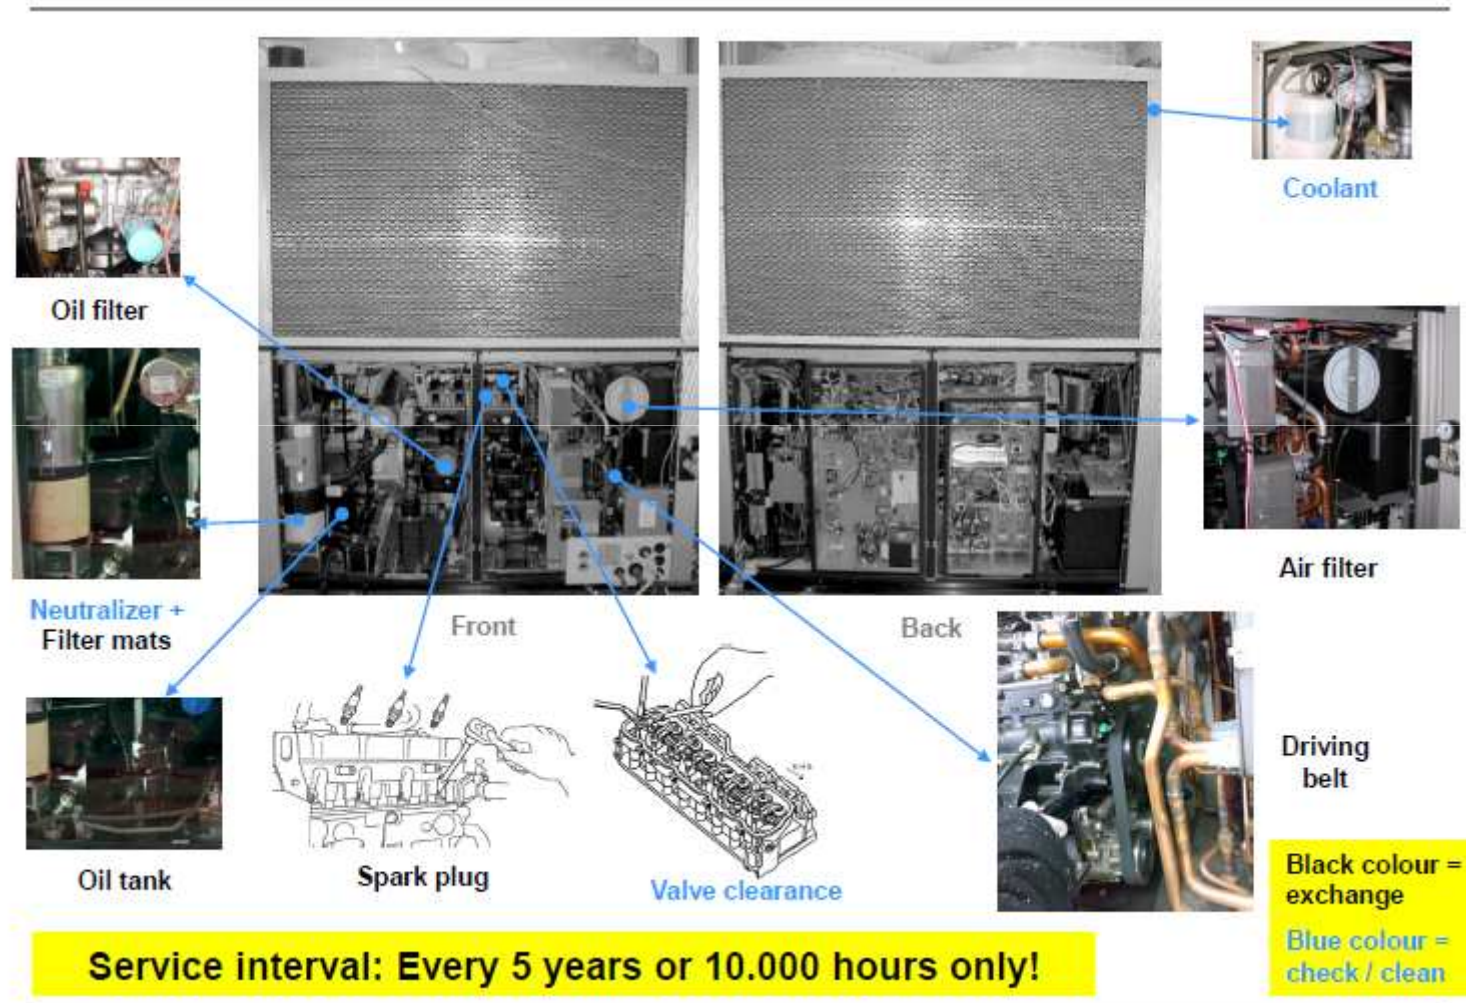 Coolant
Oil filter
Air filter
Neutralizer +
Filter mats
Front
Back
Driving
belt
Oil tank
Spark plug
Valve clearance
Black colour =
exchange
Blue colour =
check / clean
Service interval: Every 5 years or 10.000 hours only!